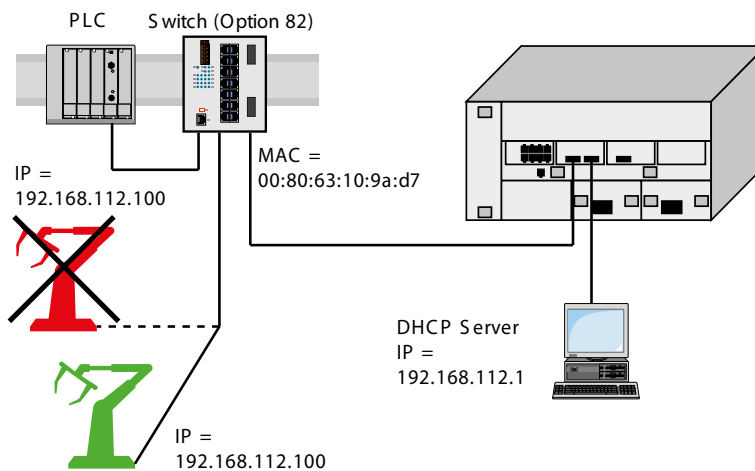 PLC
Switch (Option 82)
MAC =
00:80:63:10:9a:d7
IP =
192.168.112.100
DHCP Server
IP =
192.168.112.1
IP =
192.168.112.100